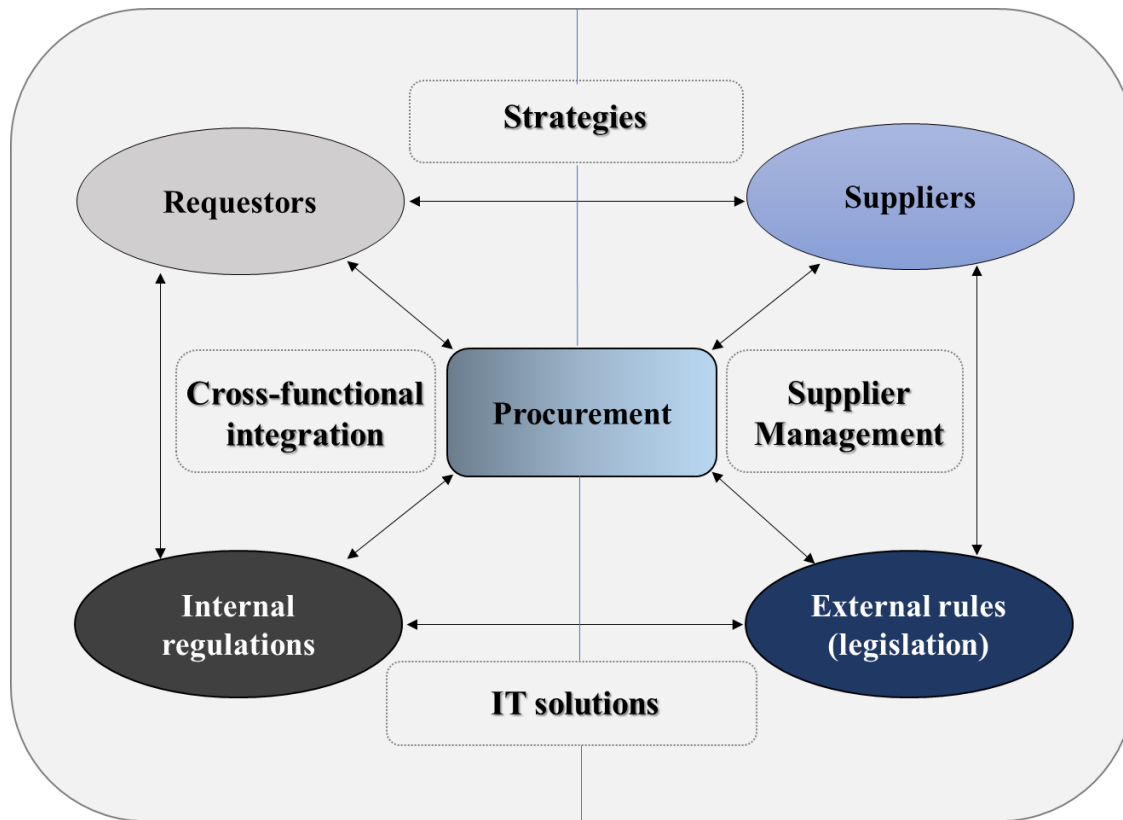 Strategies
Requestors
Suppliers
Cross-functional
integration
Procurement
Supplier
Management
Internal
regulations
External rules
(legislation)
IT solutions